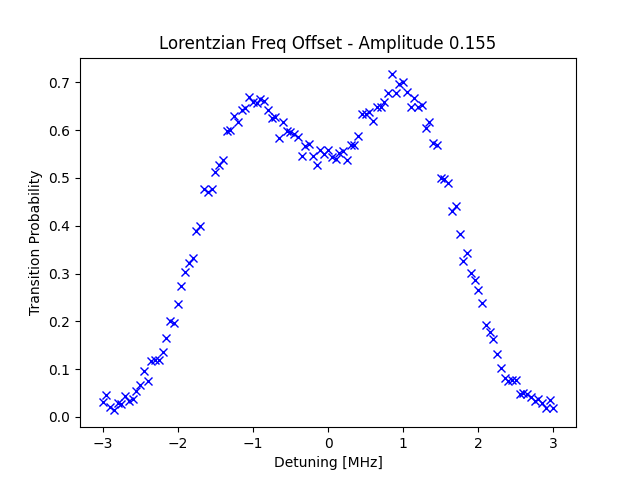 Lorentzian Freq Offset - Amplitude 0.155
0.7
0.6
0.5
0.4
0.3
0.2
0.1
0.0
Transition Probability
−3 −2 −1 0 1 2 3
Detuning [MHz]